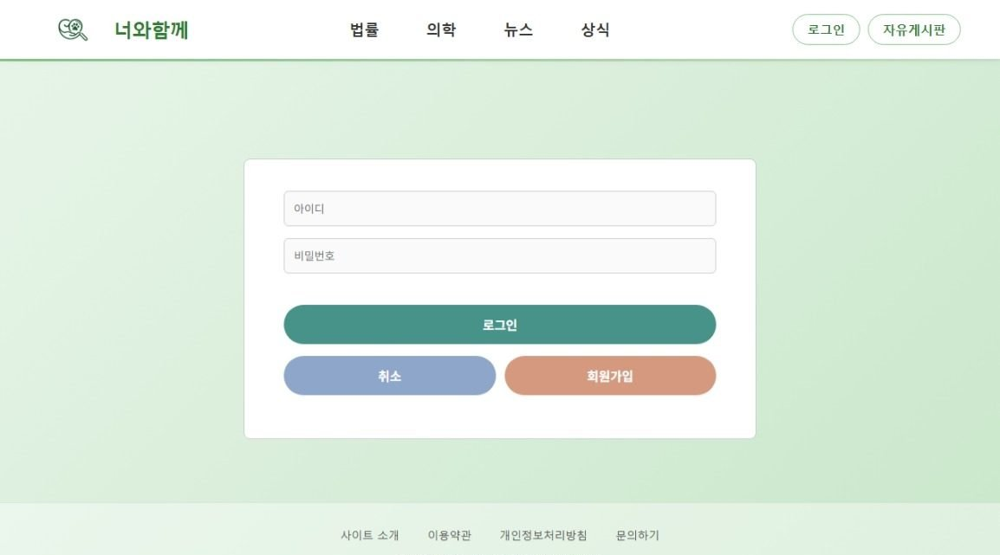 너와함께 법률 의학 뉴스 상식 로그인 자유게시판
아이디
비밀번호
로그인
취소 회원가입
사이트 소개 이용약관 개인정보처리방침 문의하기